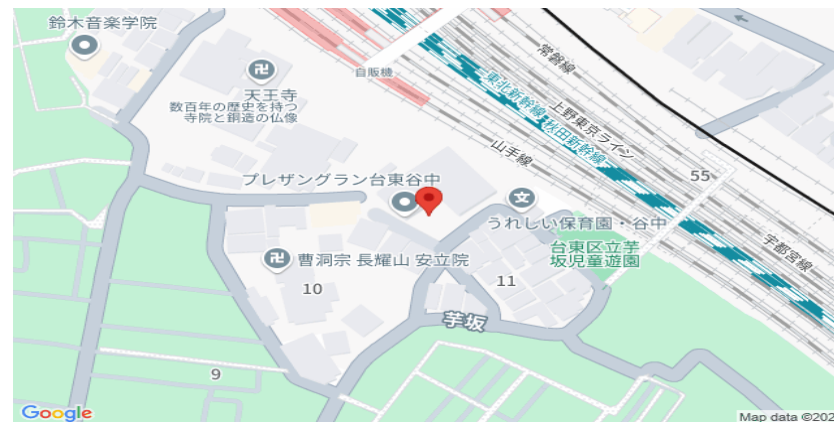 鈴木音楽学院
常磐線
自販機
東北新幹線
天王寺
数百年の歴史を持つ
寺院と銅造の仏像
上野東京ライン
秋田新幹線
山手線
55
プレザングラン台東谷中
うれしい保育園・谷中
台東区立芋
坂児童遊園
宇都宮線
曹洞宗 長耀山 安立院
10
11
芋坂
9
Google
Map data ©202